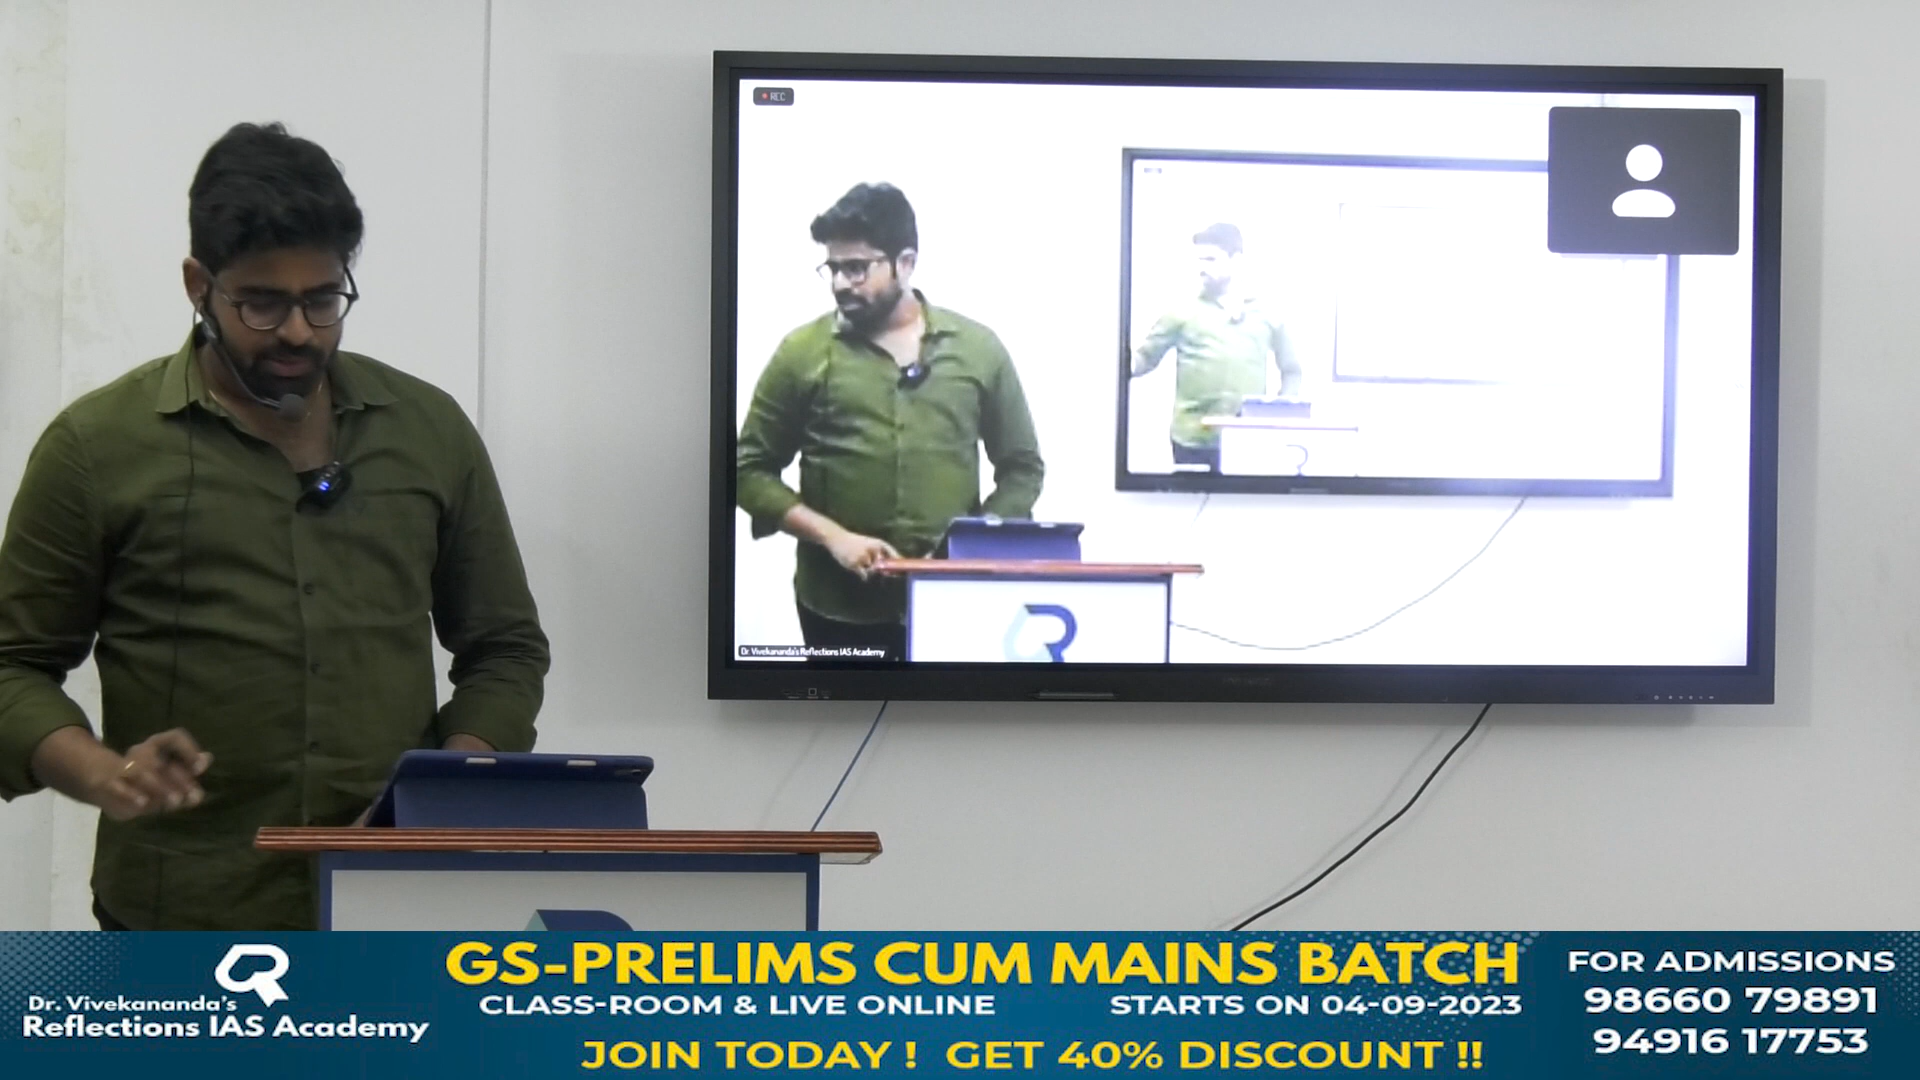 REC
Dr. Vivekananda's Reflections IAS Academy
Dr. Vivekananda's
Reflections IAS Academy
GS-PRELIMS CUM MAINS BATCH
CLASS-ROOM & LIVE ONLINE
STARTS ON 04-09-2023
JOIN TODAY ! GET 40% DISCOUNT !!
FOR ADMISSIONS
98660 79891
94916 17753